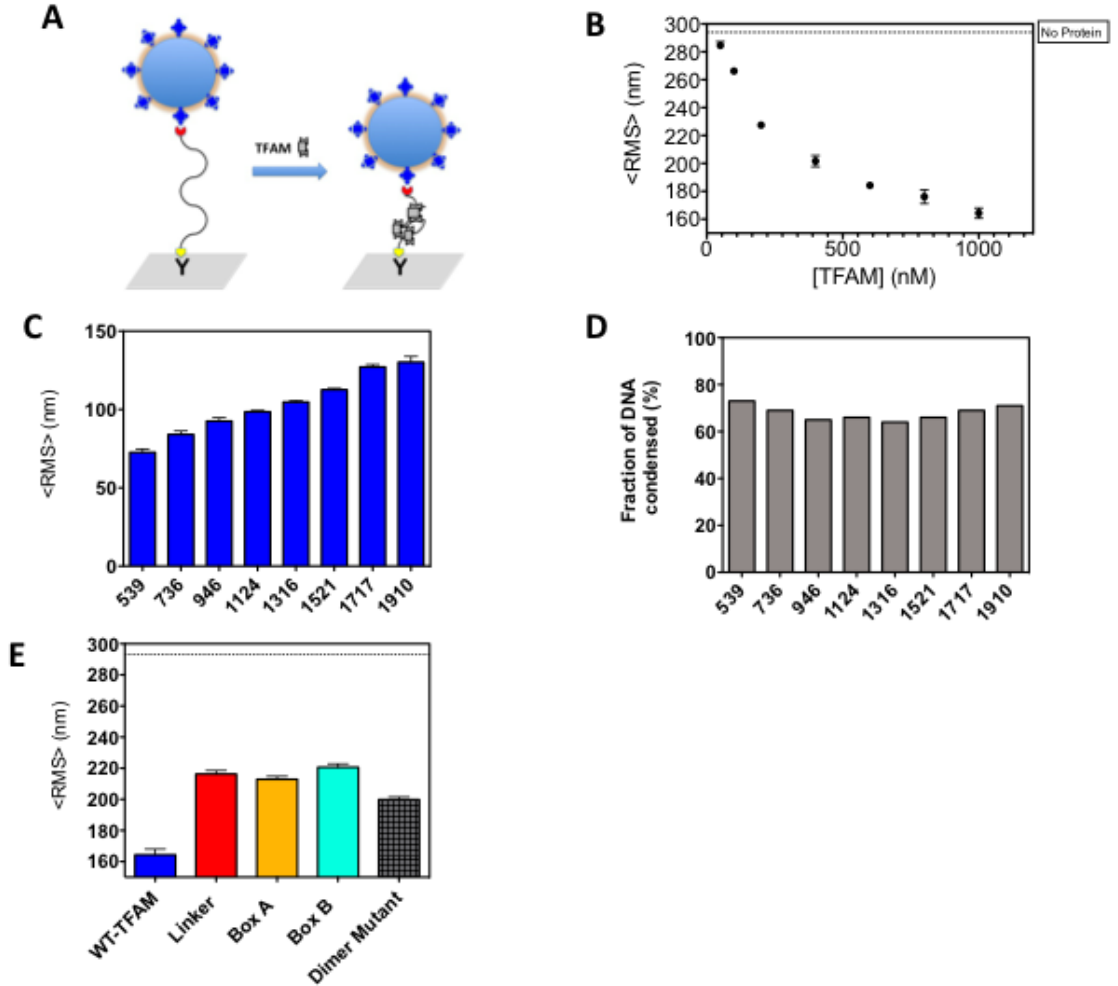 A
TFAM
Y
Y
B
300
280
260
240
220
200
180
160
<RMS> (nm)
0
500
1000
[TFAM] (nM)
No Protein
C
150
100
50
0
<RMS> (nm)
539
736
946
1124
1316
1521
1717
1910
D
100
80
60
40
20
0
Fraction of DNA
condensed (%)
539
736
946
1124
1316
1521
1717
1910
E
300
280
260
240
220
200
180
160
<RMS> (nm)
WT-TFAM
Linker
Box A
Box B
Dimer Mutant